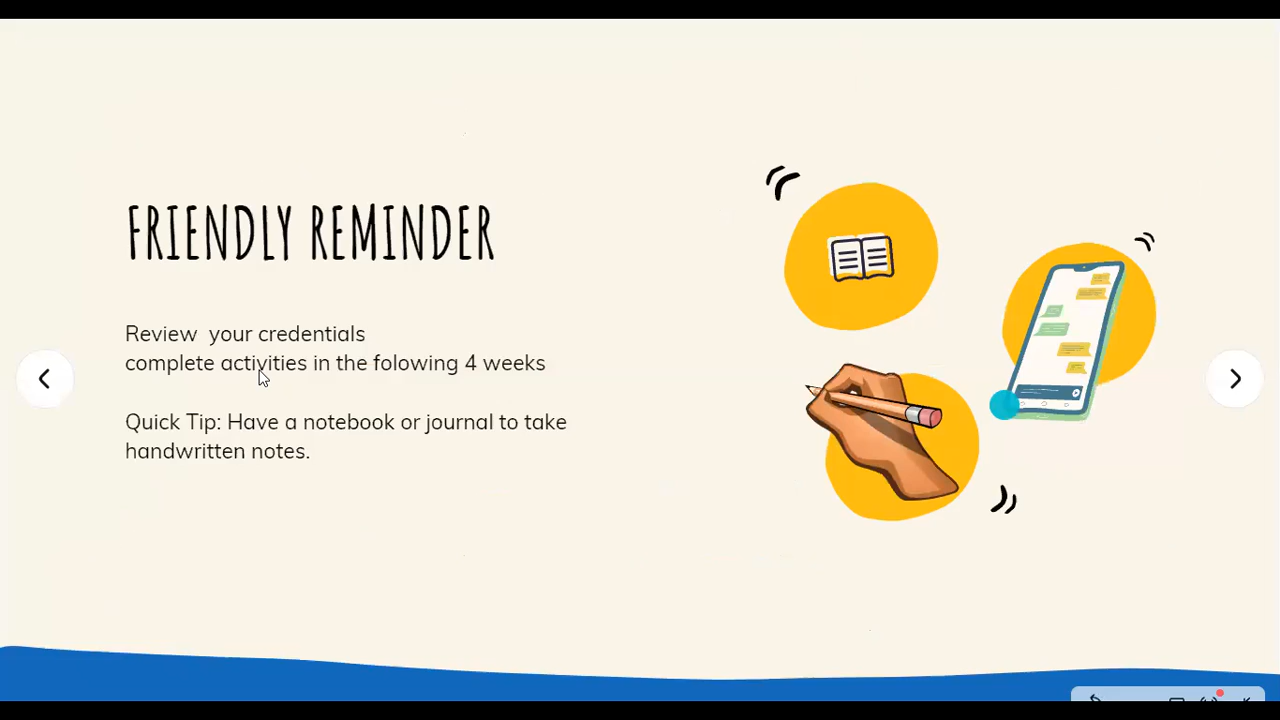 FRIENDLY REMINDER
Review  your credentials
complete activities in the folowing 4 weeks
Quick Tip: Have a notebook or journal to take
handwritten notes.